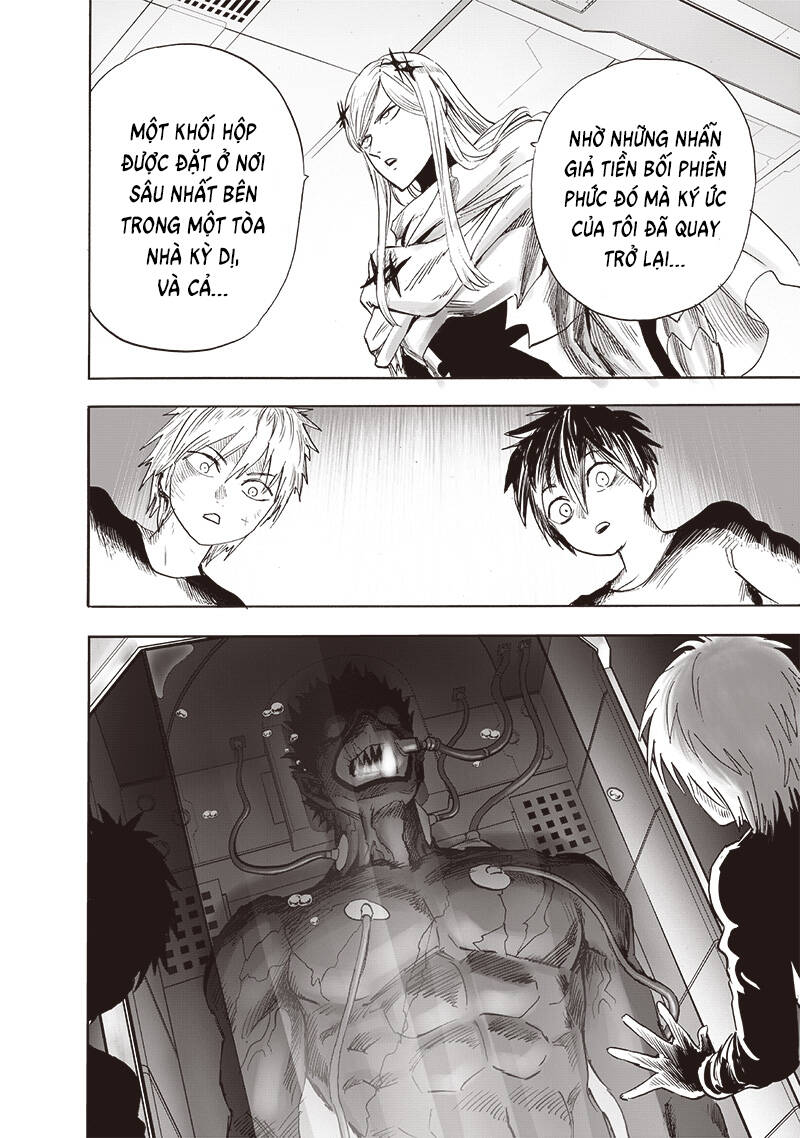 NHỜ NHỮNG NHẪN
GIẢ TIỀN BỐI PHIỀN
PHỨC ĐÓ MÀ KÝ ỨC
CỦA TÔI ĐÃ QUAY
TRỞ LẠI...
MỘT KHỐI HỘP
ĐƯỢC ĐẶT Ở NƠI
SÂU NHẤT BÊN
TRONG MỘT TÒA
NHÀ KỲ DỊ,
VÀ CẢ...